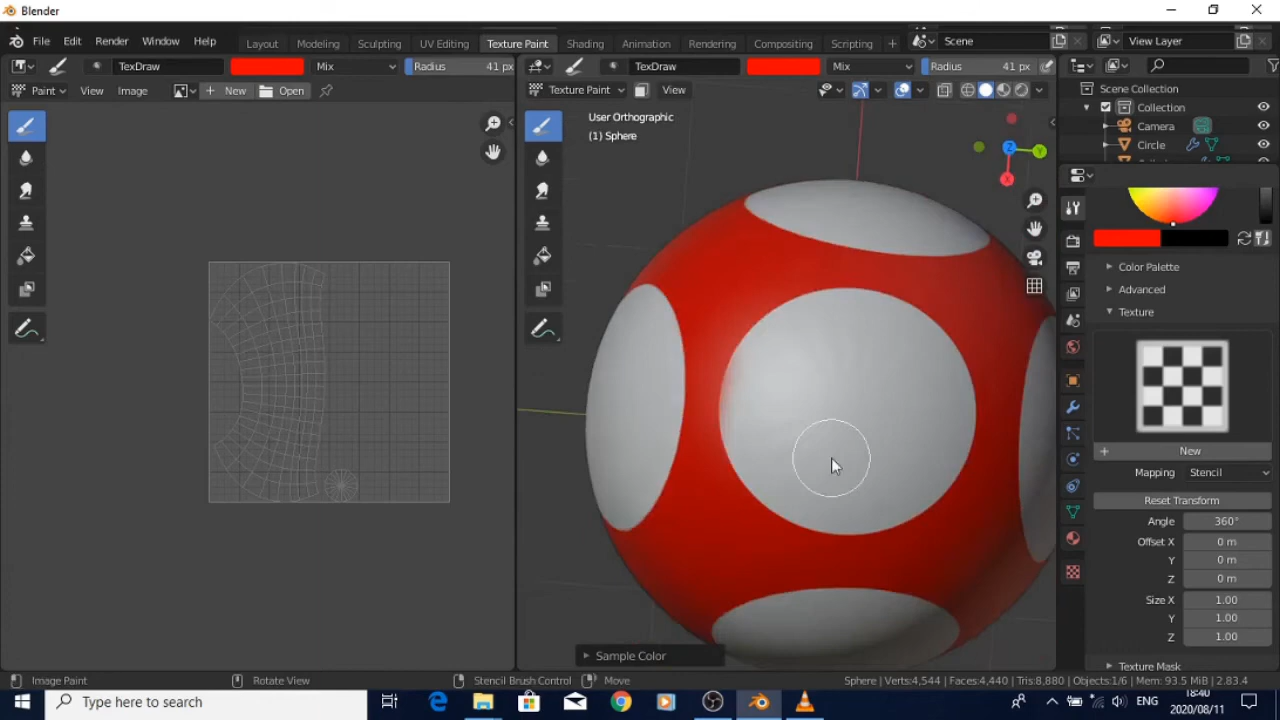 Blender
File Edit Render Window Help Layout Modeling Sculpting UV Editing Texture Paint Shading Animation Rendering Compositing Scripting + Scene View Layer
TexDraw Mix Radius 41 px TexDraw Mix Radius 41 px
Paint View Image New Open Texture Paint View
Scene Collection
Collection
Camera
Circle
User Orthographic
(1) Sphere
Z
Y
X
Color Palette
Advanced
Texture
New
Mapping Stencil
Reset Transform
Angle 360°
Offset X 0 m
Y 0 m
Z 0 m
Size X 1.00
Y 1.00
Z 1.00
Texture Mask
Sample Color
Image Paint Rotate View Stencil Brush Control Move Sphere | Verts:4,544 | Faces:4,440 | Tris:8,880 | Objects:1/6 | Mem: 93.5 MiB | 2.83.4
Type here to search
ENG
18:40
2020/08/11